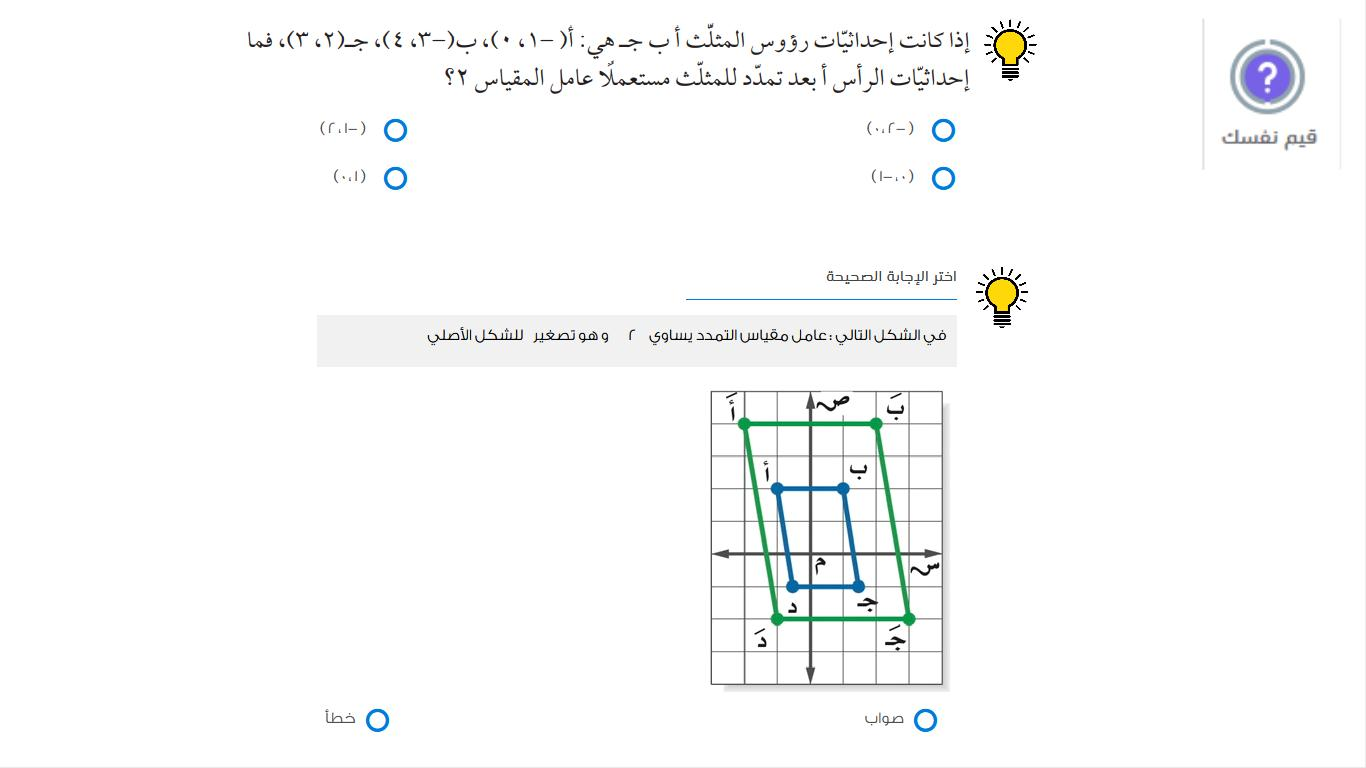 إذا كانت إحداثيّات رؤوس المثلّث أ ب جـ هي: أ( –١، ٠)، ب(–٣، ٤)، جـ(٢، ٣)، فما
إحداثيّات الرأس أ بعد تمدّد للمثلّث مستعملًا عامل المقياس ٢؟
قيم نفسك
(–٢،٠)
(–١،٢)
(٠،–١)
(٠،١)
اختر الإجابة الصحيحة
في الشكل التالي : عامل مقياس التمدد يساوي ٢ و هو تصغير للشكل الأصلي
أَ
ص
بَ
أ
ب
م
س
د
جـ
دَ
جـَ
صواب
خطأ